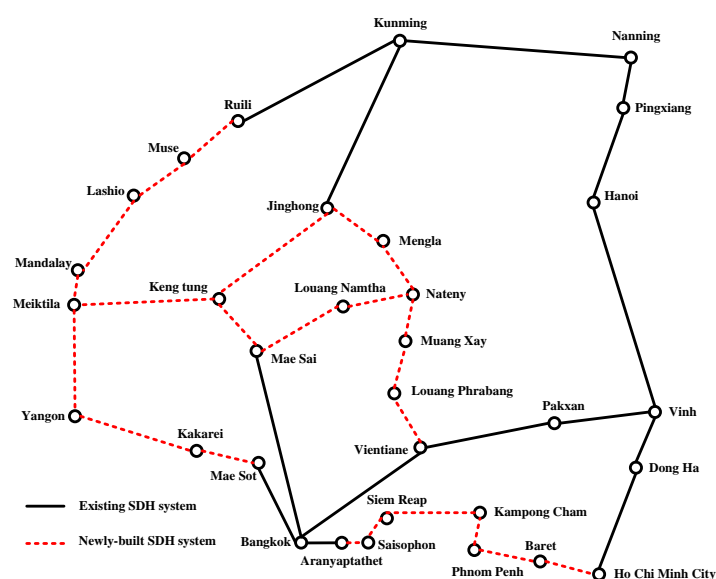 Kunming
Nanning
Ruili
Pingxiang
Muse
Lashio
Jinghong
Hanoi
Mengla
Mandalay
Keng tung
Louang Namtha
Nateny
Meiktila
Muang Xay
Mae Sai
Louang Phrabang
Pakxan
Yangon
Vinh
Kakarei
Vientiane
Mae Sot
Dong Ha
Siem Reap
Existing SDH system
Kampong Cham
Newly-built SDH system
Bangkok
Saisophon
Baret
Aranyaptathet
Phnom Penh
Ho Chi Minh City